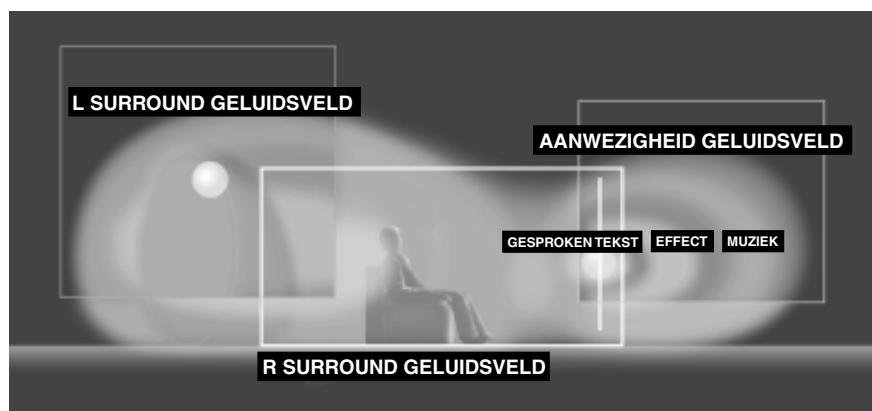 L SURROUND GELUIDSVELD
AANWEZIGHEID GELUIDSVELD
GESPROKEN TEKST
EFFECT
MUZIEK
R SURROUND GELUIDSVELD